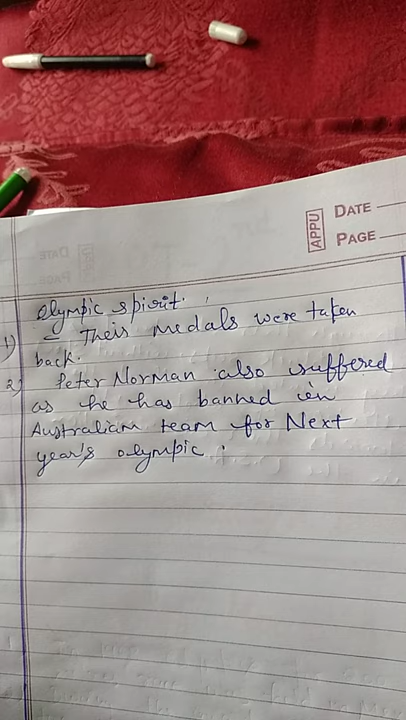 APPU
DATE
PAGE
olympic spirit.
1) - Their medals were taken
back.
2) Peter Norman also suffered
as he has banned in
Australian team for Next
year's olympic.